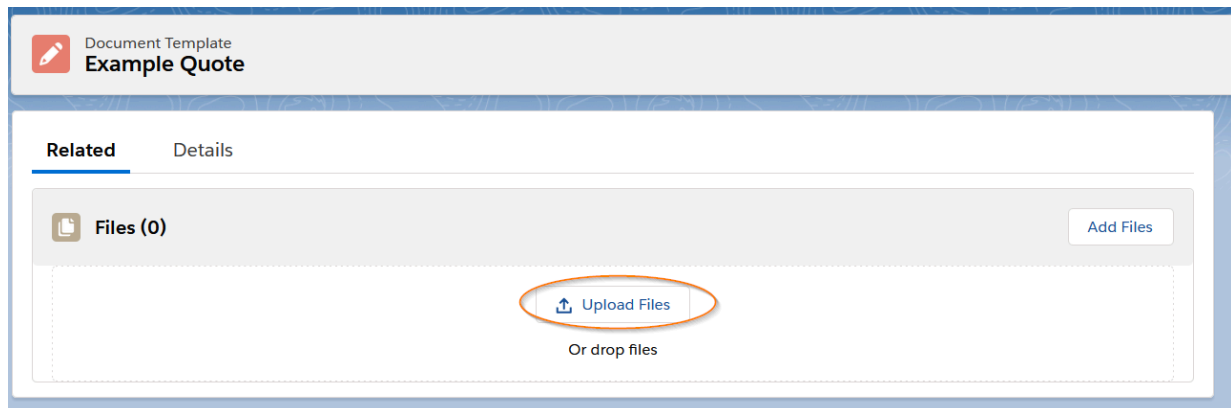 Document Template
Example Quote
Related Details
Files (0) Add Files
Upload Files
Or drop files